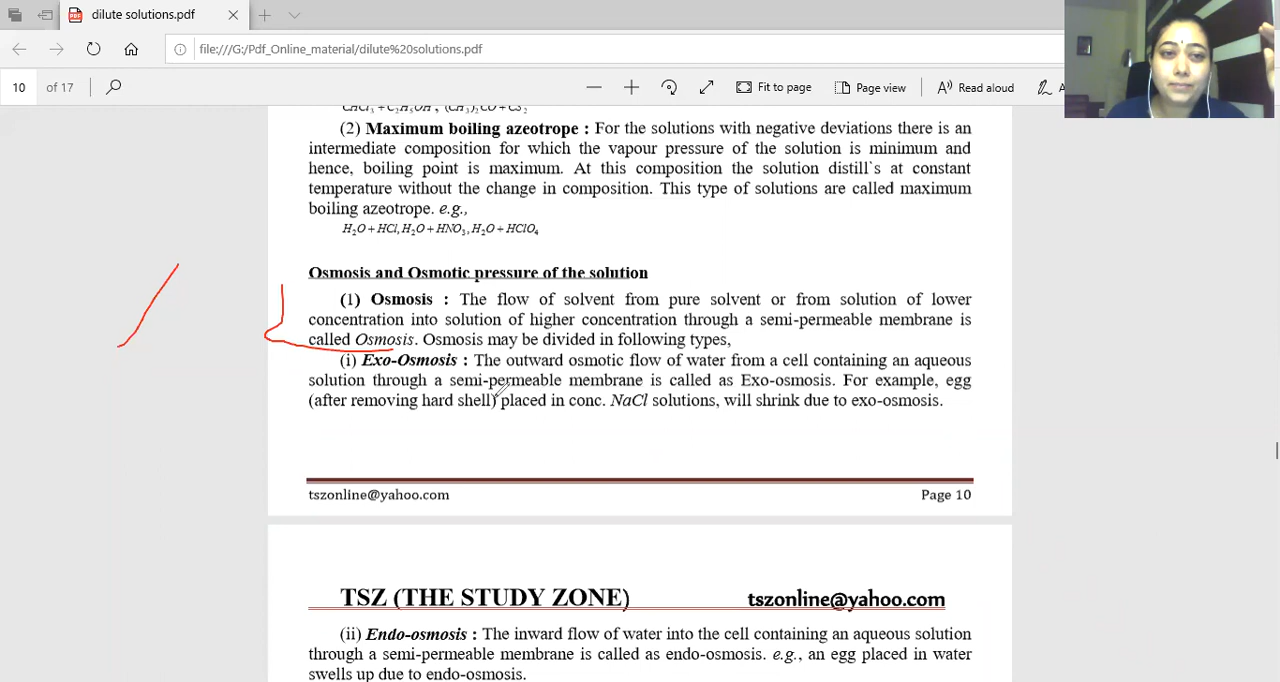 dilute solutions.pdf
file:///G:/Pdf_Online_material/dilute%20solutions.pdf
10 of 17
Fit to page
Page view
Read aloud
(2) Maximum boiling azeotrope : For the solutions with negative deviations there is an
intermediate composition for which the vapour pressure of the solution is minimum and
hence, boiling point is maximum. At this composition the solution distill`s at constant
temperature without the change in composition. This type of solutions are called maximum
boiling azeotrope. e.g.,
H₂O + HCl, H₂O + HNO₃, H₂O + HClO₄
Osmosis and Osmotic pressure of the solution
(1) Osmosis : The flow of solvent from pure solvent or from solution of lower
concentration into solution of higher concentration through a semi-permeable membrane is
called Osmosis. Osmosis may be divided in following types,
(i) Exo-Osmosis : The outward osmotic flow of water from a cell containing an aqueous
solution through a semi-permeable membrane is called as Exo-osmosis. For example, egg
(after removing hard shell) placed in conc. NaCl solutions, will shrink due to exo-osmosis.
tszonline@yahoo.com Page 10
TSZ (THE STUDY ZONE) tszonline@yahoo.com
(ii) Endo-osmosis : The inward flow of water into the cell containing an aqueous solution
through a semi-permeable membrane is called as endo-osmosis. e.g., an egg placed in water
swells up due to endo-osmosis.